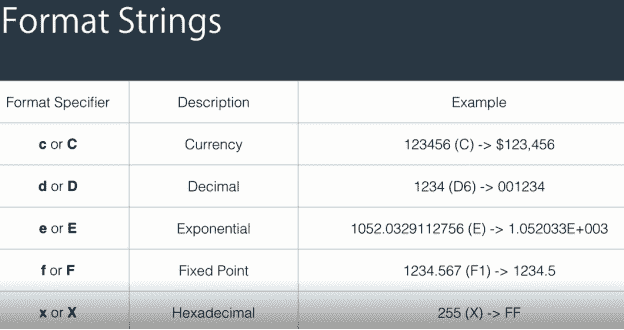 Format Strings
Format Specifier Description Example
c or C Currency 123456 (C) -> $123,456
d or D Decimal 1234 (D6) -> 001234
e or E Exponential 1052.0329112756 (E) -> 1.052033E+003
f or F Fixed Point 1234.567 (F1) -> 1234.5
x or X Hexadecimal 255 (X) -> FF